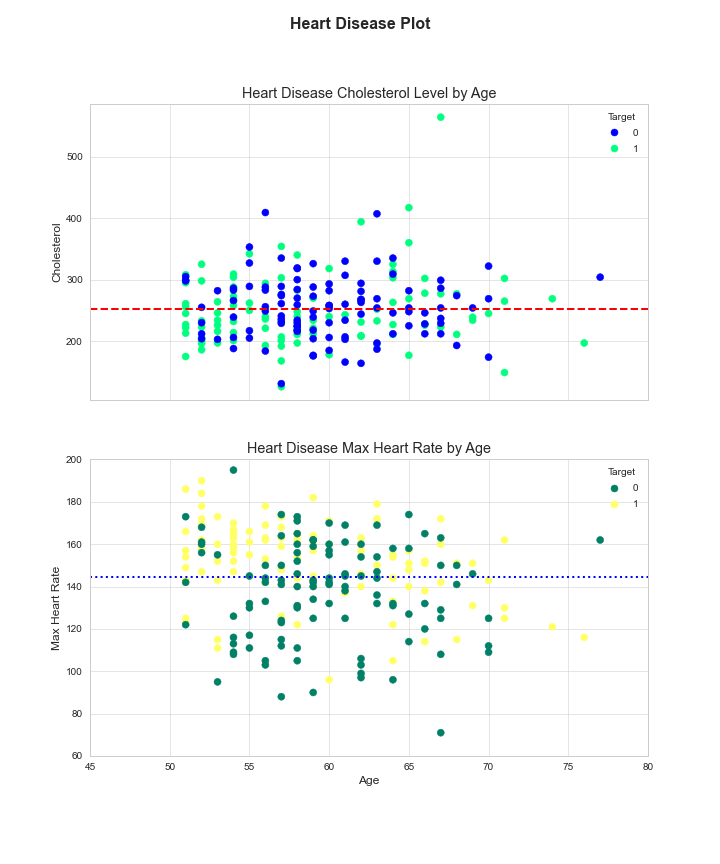 Heart Disease Plot
Heart Disease Cholesterol Level by Age
Target
0
1
500
400
300
200
Cholesterol
Heart Disease Max Heart Rate by Age
Target
0
1
200
180
160
140
120
100
80
60
Max Heart Rate
45 50 55 60 65 70 75 80
Age